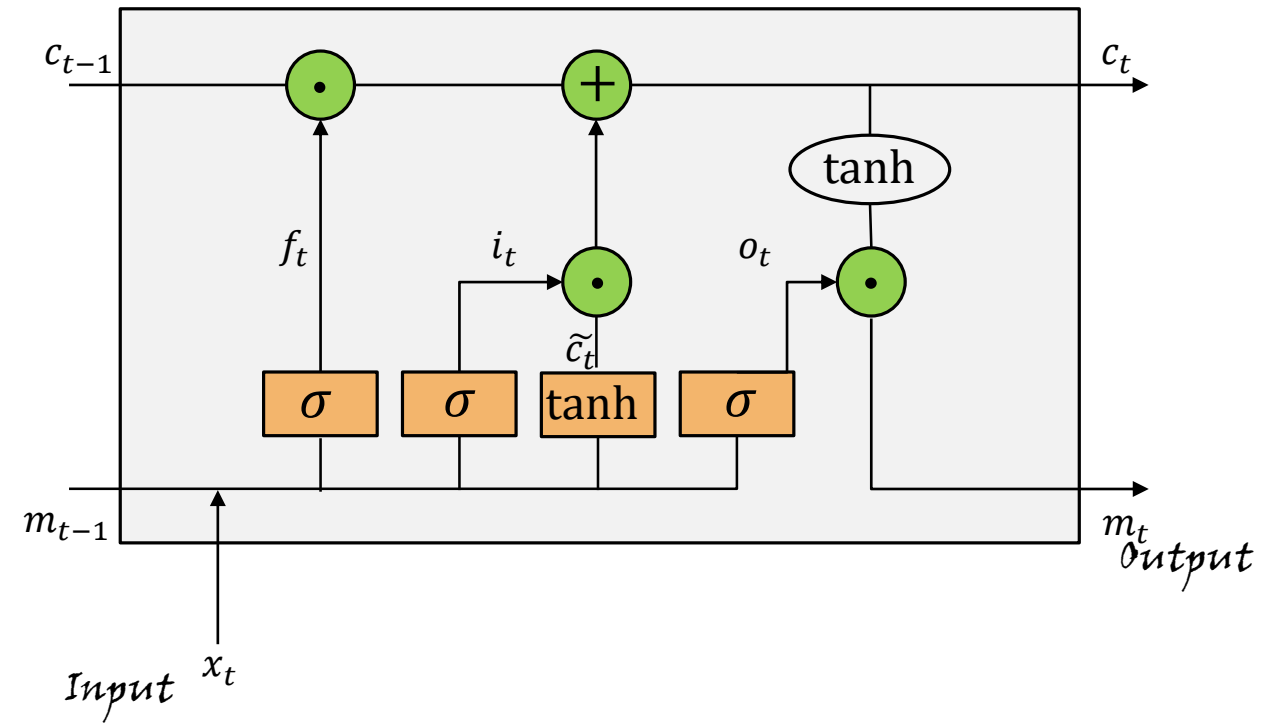 c_{t−1} c_t
· +
tanh
f_t i_t o_t
· ·
c̃_t
σ σ tanh σ
m_{t−1} m_t
Output
Input x_t